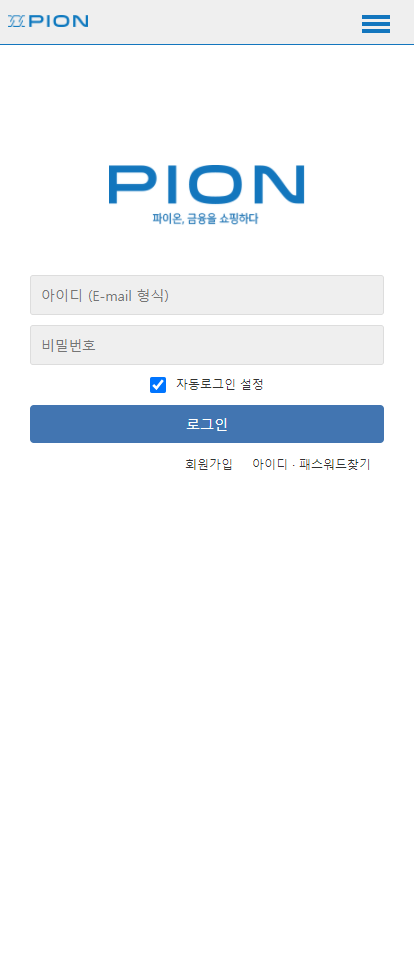 PION
PION
파이온, 금융을 쇼핑하다
아이디 (E-mail 형식)
비밀번호
자동로그인 설정
로그인
회원가입 아이디 · 패스워드찾기